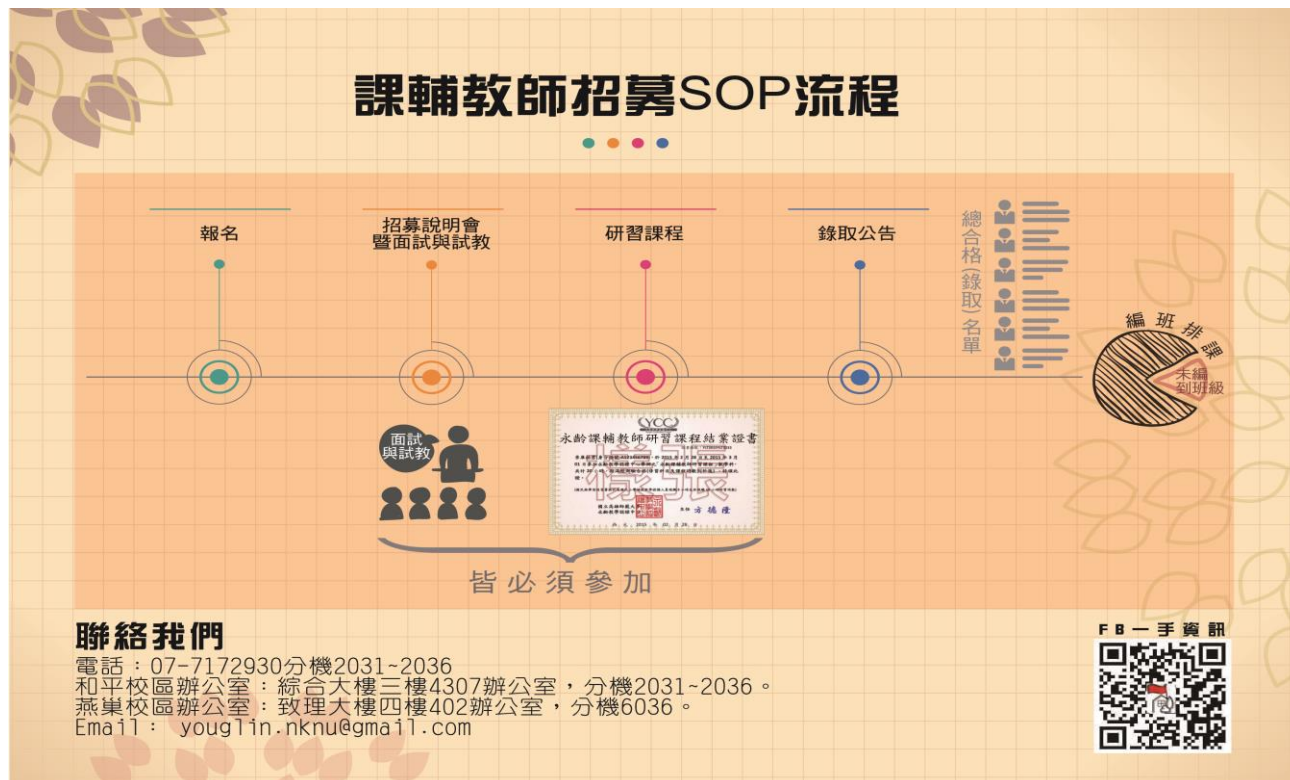 課輔教師招募SOP流程
報名
招募說明會
暨面試與試教
研習課程
錄取公告
總合格(錄取)名單
編班排課
未編
到班級
面試
與試教
YCC
永齡課輔教師研習課程結業證書
樣張
皆必須參加
聯絡我們
電話：07-7172930分機2031~2036
和平校區辦公室：綜合大樓三樓4307辦公室，分機2031~2036。
燕巢校區辦公室：致理大樓四樓402辦公室，分機6036。
Email： youglin.nknu@gmail.com
FB一手資訊